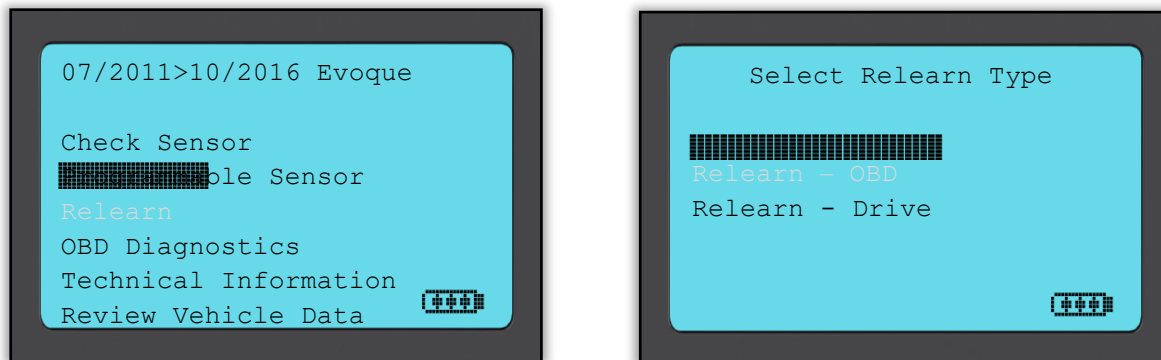 07/2011>10/2016 Evoque
Check Sensor
Programmable Sensor
Relearn
OBD Diagnostics
Technical Information
Review Vehicle Data
Select Relearn Type
Relearn – OBD
Relearn - Drive